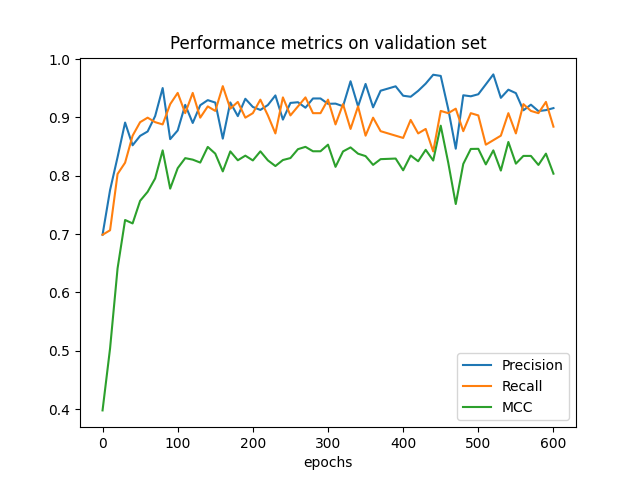 Performance metrics on validation set
1.0
0.9
0.8
0.7
0.6
0.5
0.4
0 100 200 300 400 500 600
epochs
Precision
Recall
MCC